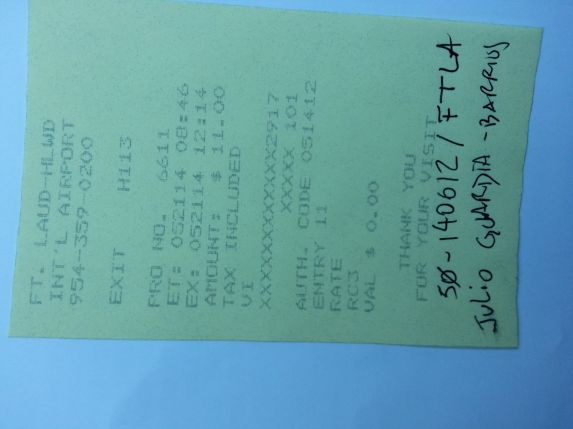 FT. LAUD-HLWD
INT'L AIRPORT
954-359-0200
EXIT H113
PRO NO. 6611
ET: 052114 08:46
EX: 052114 12:14
AMOUNT: $ 11.00
TAX INCLUDED
VI
XXXXXXXXXXXX2917
XXXXX 101
AUTH. CODE 051412
ENTRY 11
RATE
RC3
VAL $ 0.00
THANK YOU
FOR YOUR VISIT
50-140612/FTLA
JULIO GUARDIA-BARRIOS